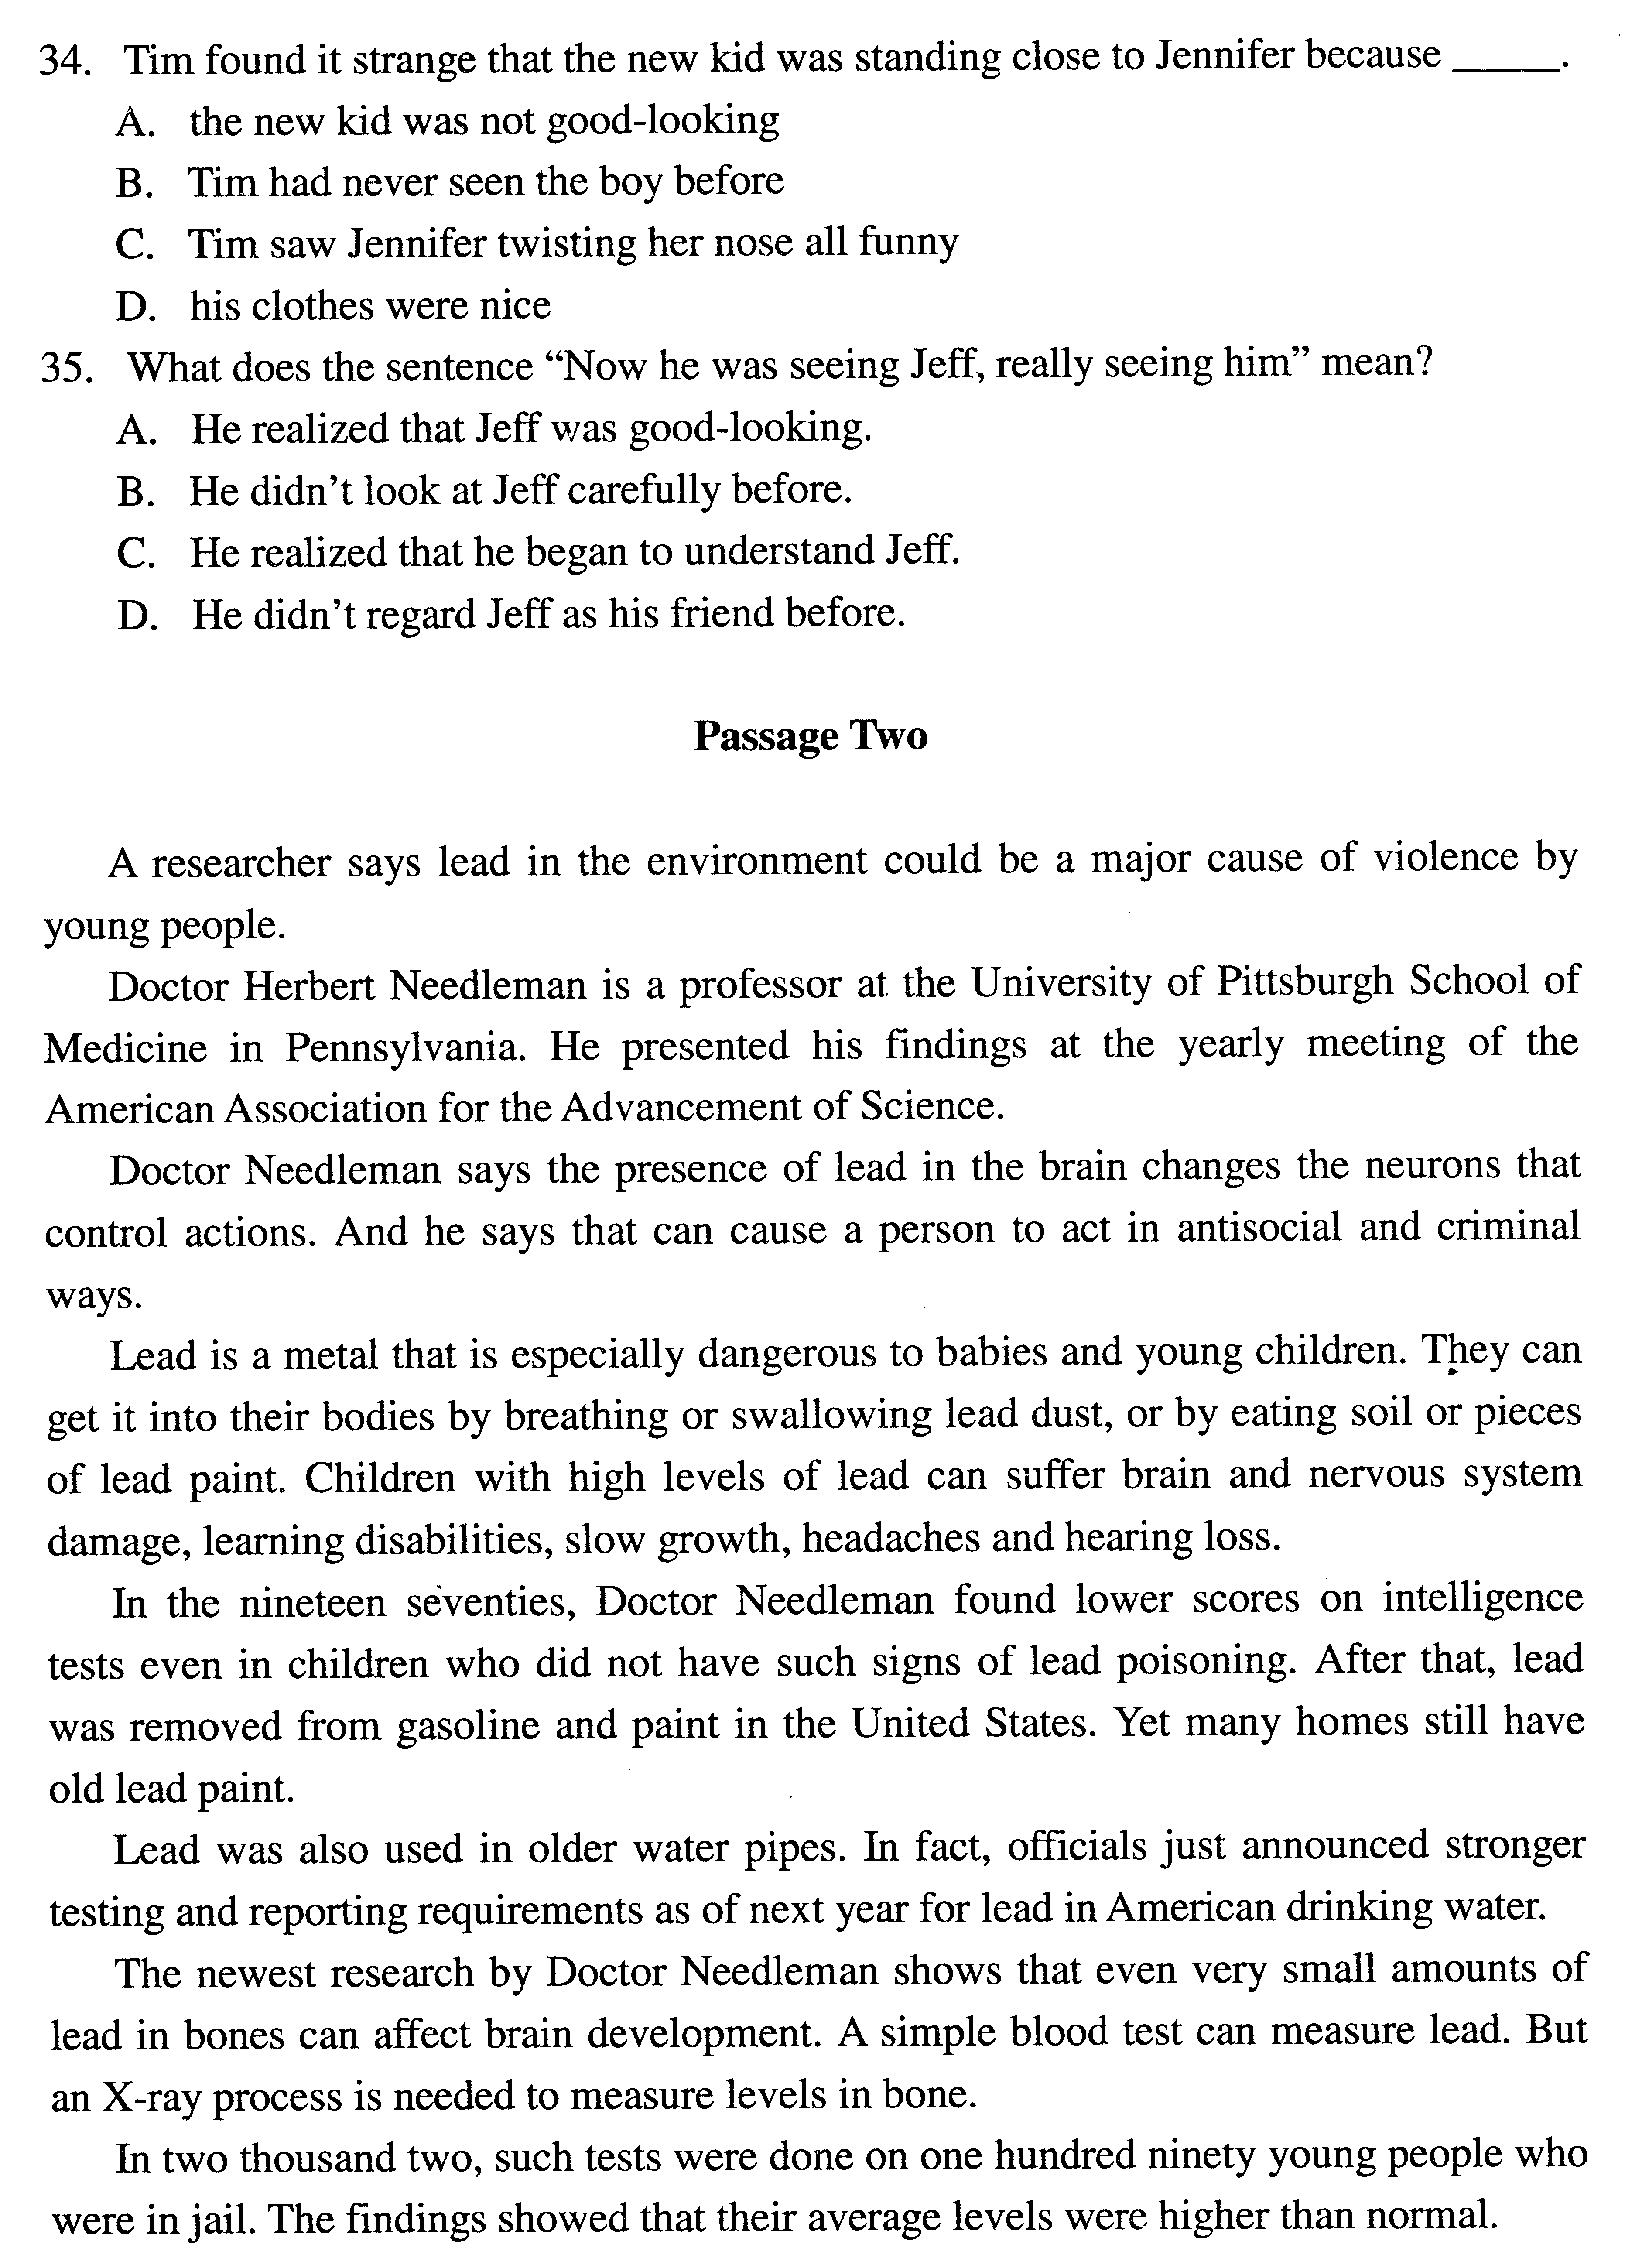 34. Tim found it strange that the new kid was standing close to Jennifer because _____.
A. the new kid was not good-looking
B. Tim had never seen the boy before
C. Tim saw Jennifer twisting her nose all funny
D. his clothes were nice
35. What does the sentence “Now he was seeing Jeff, really seeing him” mean?
A. He realized that Jeff was good-looking.
B. He didn’t look at Jeff carefully before.
C. He realized that he began to understand Jeff.
D. He didn’t regard Jeff as his friend before.
Passage Two
A researcher says lead in the environment could be a major cause of violence by
young people.
Doctor Herbert Needleman is a professor at the University of Pittsburgh School of
Medicine in Pennsylvania. He presented his findings at the yearly meeting of the
American Association for the Advancement of Science.
Doctor Needleman says the presence of lead in the brain changes the neurons that
control actions. And he says that can cause a person to act in antisocial and criminal
ways.
Lead is a metal that is especially dangerous to babies and young children. They can
get it into their bodies by breathing or swallowing lead dust, or by eating soil or pieces
of lead paint. Children with high levels of lead can suffer brain and nervous system
damage, learning disabilities, slow growth, headaches and hearing loss.
In the nineteen seventies, Doctor Needleman found lower scores on intelligence
tests even in children who did not have such signs of lead poisoning. After that, lead
was removed from gasoline and paint in the United States. Yet many homes still have
old lead paint.
Lead was also used in older water pipes. In fact, officials just announced stronger
testing and reporting requirements as of next year for lead in American drinking water.
The newest research by Doctor Needleman shows that even very small amounts of
lead in bones can affect brain development. A simple blood test can measure lead. But
an X-ray process is needed to measure levels in bone.
In two thousand two, such tests were done on one hundred ninety young people who
were in jail. The findings showed that their average levels were higher than normal.